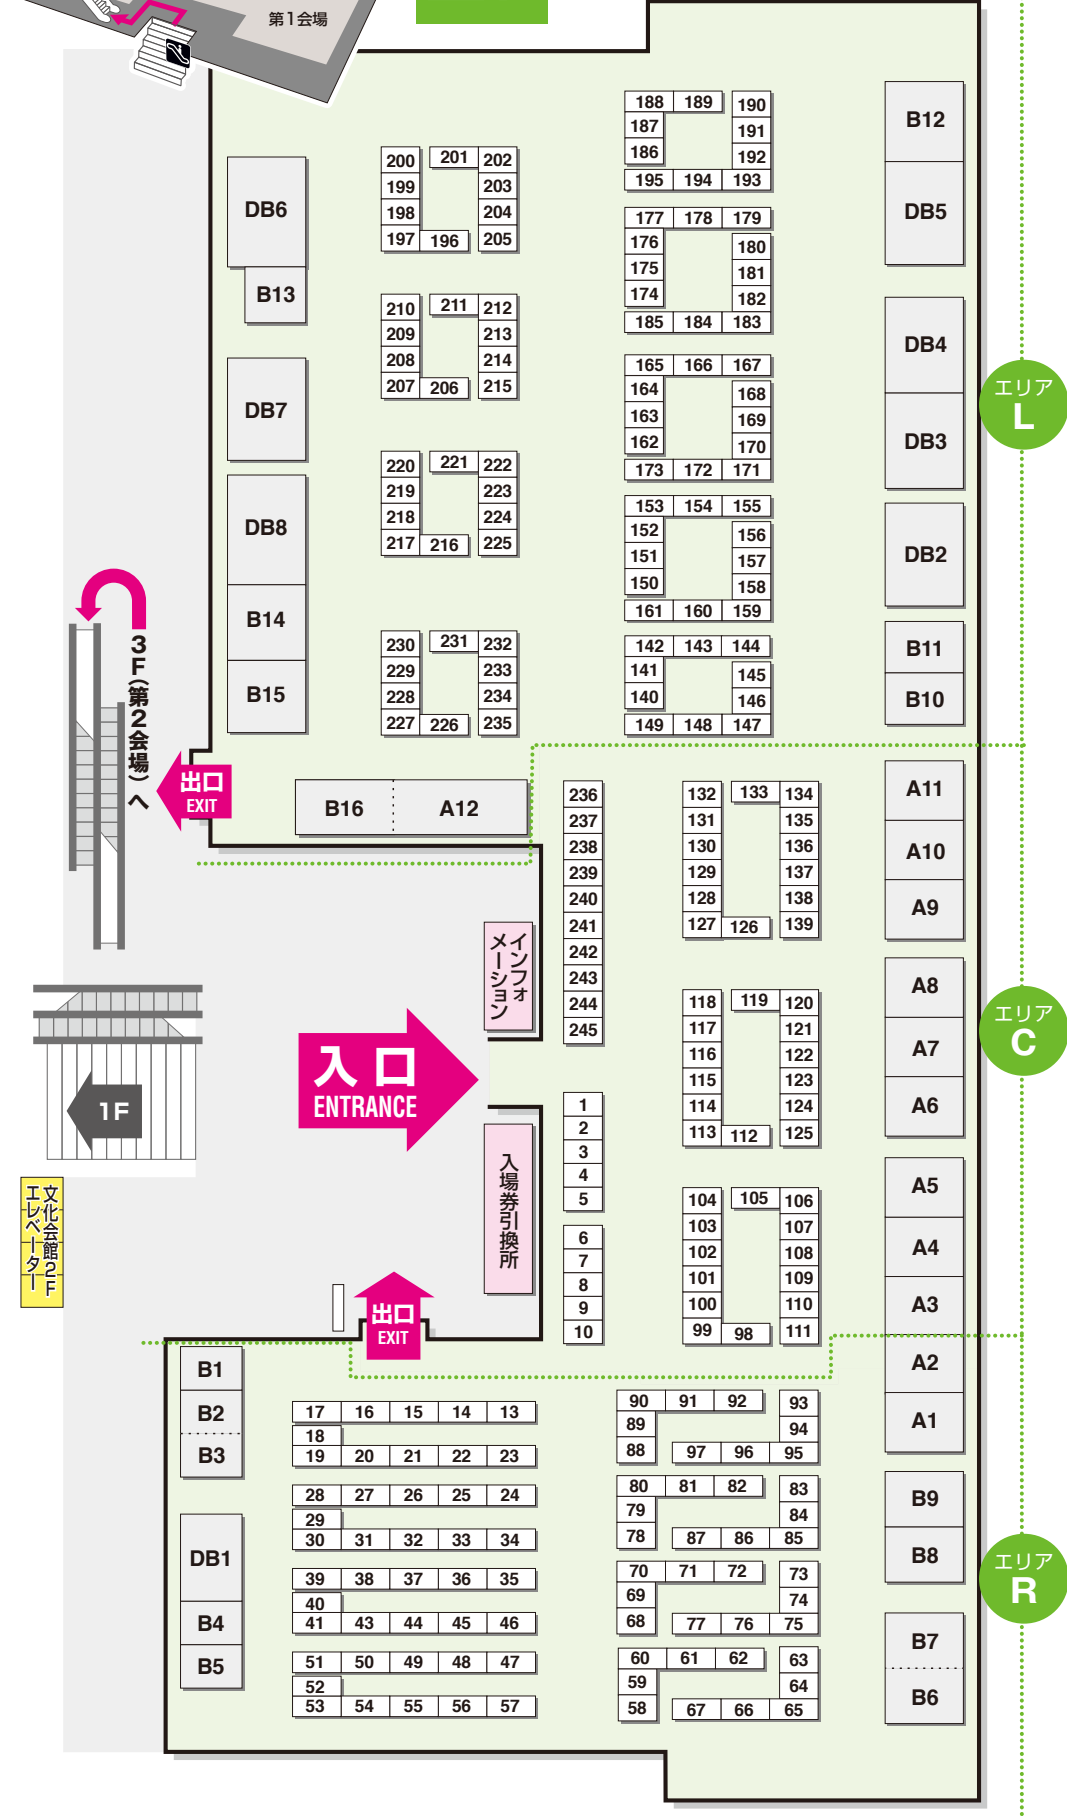 第1会場
188 189 190
187 191
186 192
195 194 193
B12
DB5
200 201 202
199 203
198 204
197 196 205
DB6
B13
177 178 179
176 180
175 181
174 182
185 184 183
210 211 212
209 213
208 214
207 206 215
DB4
DB3
DB7
165 166 167
164 168
163 169
162 170
173 172 171
エリア
L
220 221 222
219 223
218 224
217 216 225
DB8
B14
B15
153 154 155
152 156
151 157
150 158
161 160 159
DB2
B11
B10
230 231 232
229 233
228 234
227 226 235
142 143 144
141 145
140 146
149 148 147
3F(第2会場)へ
出口
EXIT
B16 A12
236
237
238
239
240
241
242
243
244
245
132 133 134
131 135
130 136
129 137
128 138
127 126 139
A11
A10
A9
インフォ
メーション
118 119 120
117 121
116 122
115 123
114 124
113 112 125
A8
A7
A6
エリア
C
入口
ENTRANCE
1F
1
2
3
4
5
6
7
8
9
10
入場券引換所
文化会館2F
エレベーター
104 105 106
103 107
102 108
101 109
100 110
99 98 111
A5
A4
A3
A2
A1
出口
EXIT
B1
B2
B3
17 16 15 14 13
18
19 20 21 22 23
90 91 92 93
89 94
88 97 96 95
28 27 26 25 24
29
30 31 32 33 34
80 81 82 83
79 84
78 87 86 85
B9
B8
DB1
B4
B5
39 38 37 36 35
40
41 43 44 45 46
70 71 72 73
69 74
68 77 76 75
エリア
R
51 50 49 48 47
52
53 54 55 56 57
60 61 62 63
59 64
58 67 66 65
B7
B6